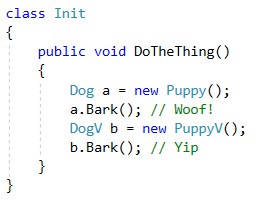 class Init
{
    public void DoTheThing()
    {
        Dog a = new Puppy();
        a.Bark(); // Woof!
        DogV b = new PuppyV();
        b.Bark(); // Yip
    }
}